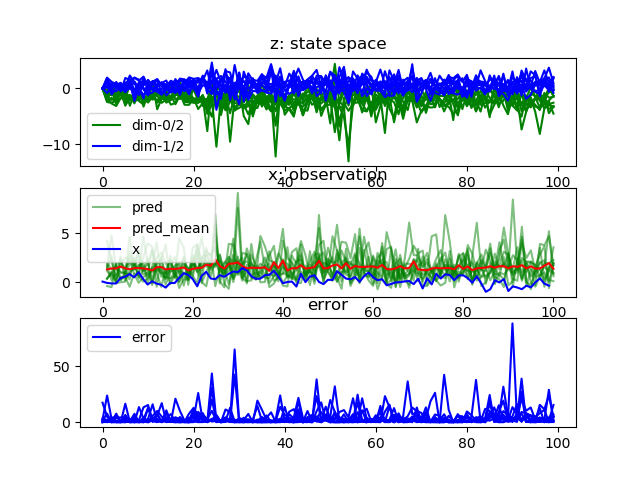 z: state space
0
−10
dim-0/2
dim-1/2
0 20 40 60 80 100
x: observation
5
0
pred
pred_mean
x
0 20 40 60 80 100
error
50
0
error
0 20 40 60 80 100